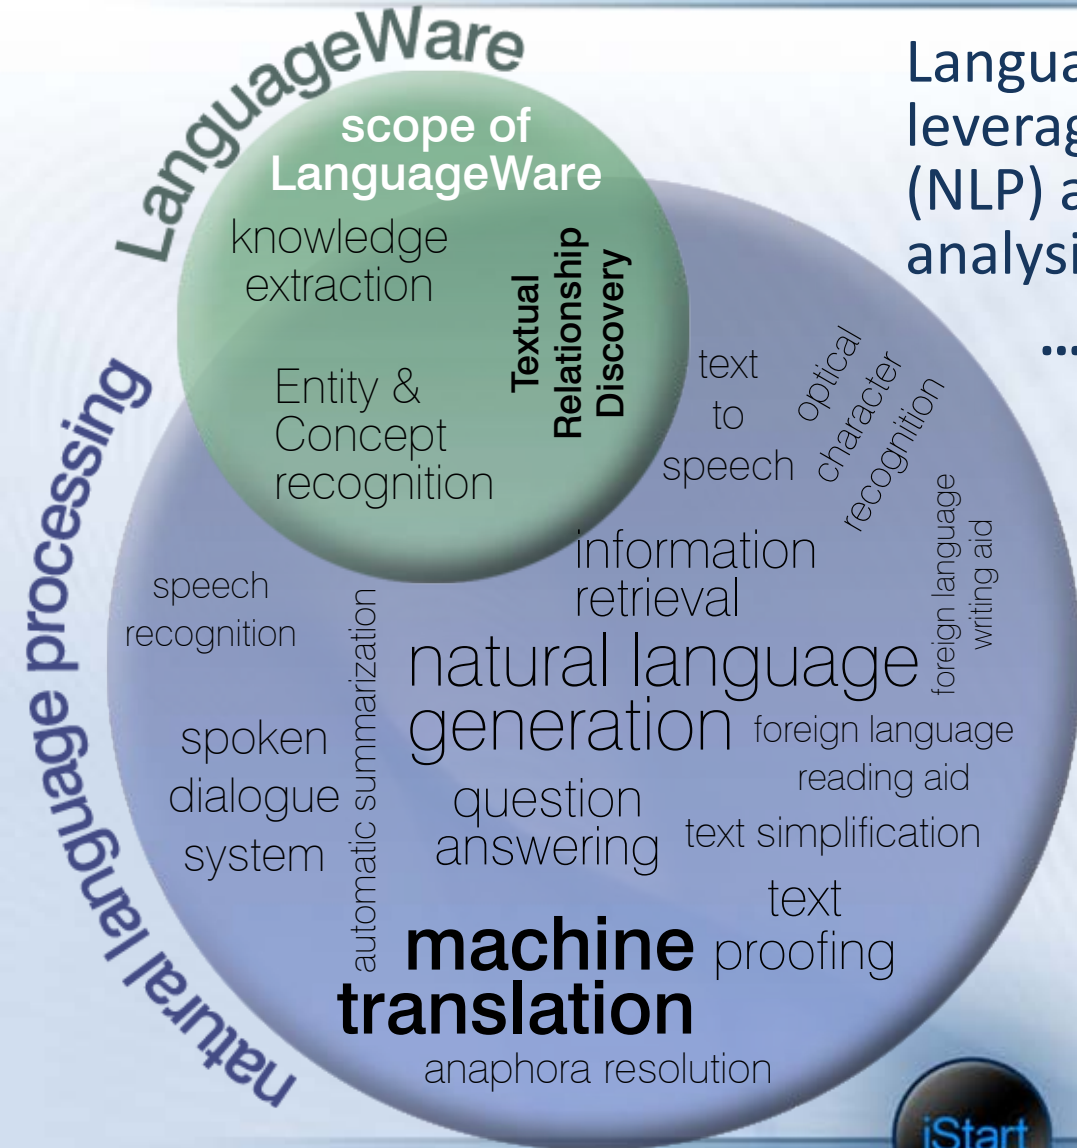 LanguageWare
scope of
LanguageWare
knowledge
extraction
Textual
Relationship
Discovery
Entity &
Concept
recognition
Langua
leverag
(NLP) a
analysi
...
natural language processing
text
to
speech
optical
character
recognition
information
retrieval
foreign language
writing aid
speech
recognition
automatic summarization
natural language
generation
foreign language
reading aid
spoken
dialogue
system
question
answering
text simplification
text
proofing
machine
translation
anaphora resolution
iStart